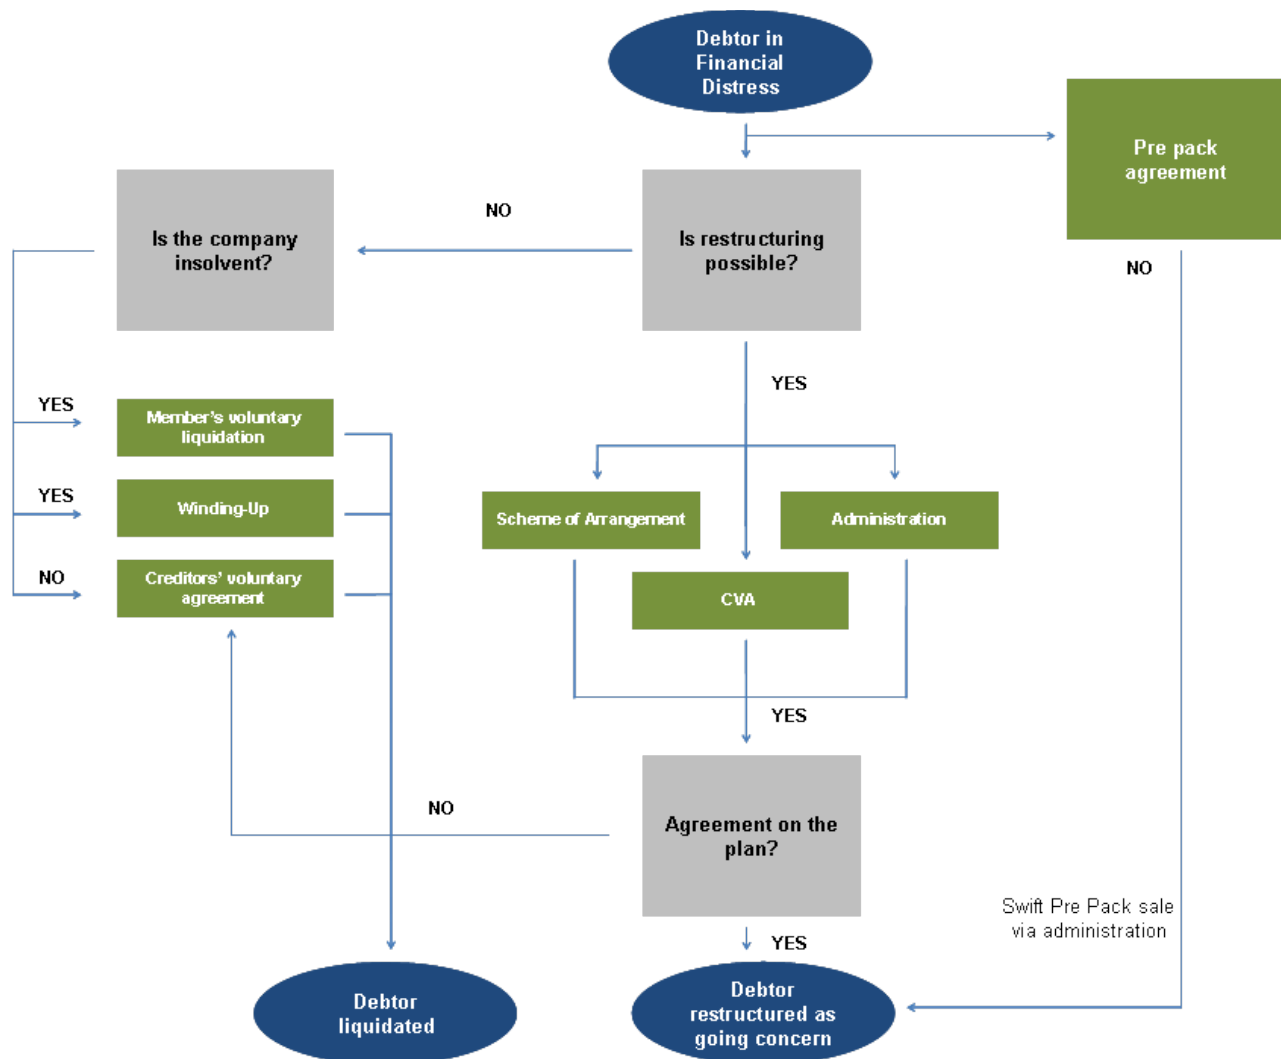 Debtor in
Financial
Distress
Pre pack
agreement
NO
Is the company
insolvent?
Is restructuring
possible?
NO
YES
YES
Member's voluntary
liquidation
YES
Winding-Up
Scheme of Arrangement
Administration
NO
Creditors' voluntary
agreement
CVA
YES
NO
Agreement on the
plan?
Swift Pre Pack sale
via administration
YES
Debtor
liquidated
Debtor
restructured as
going concern